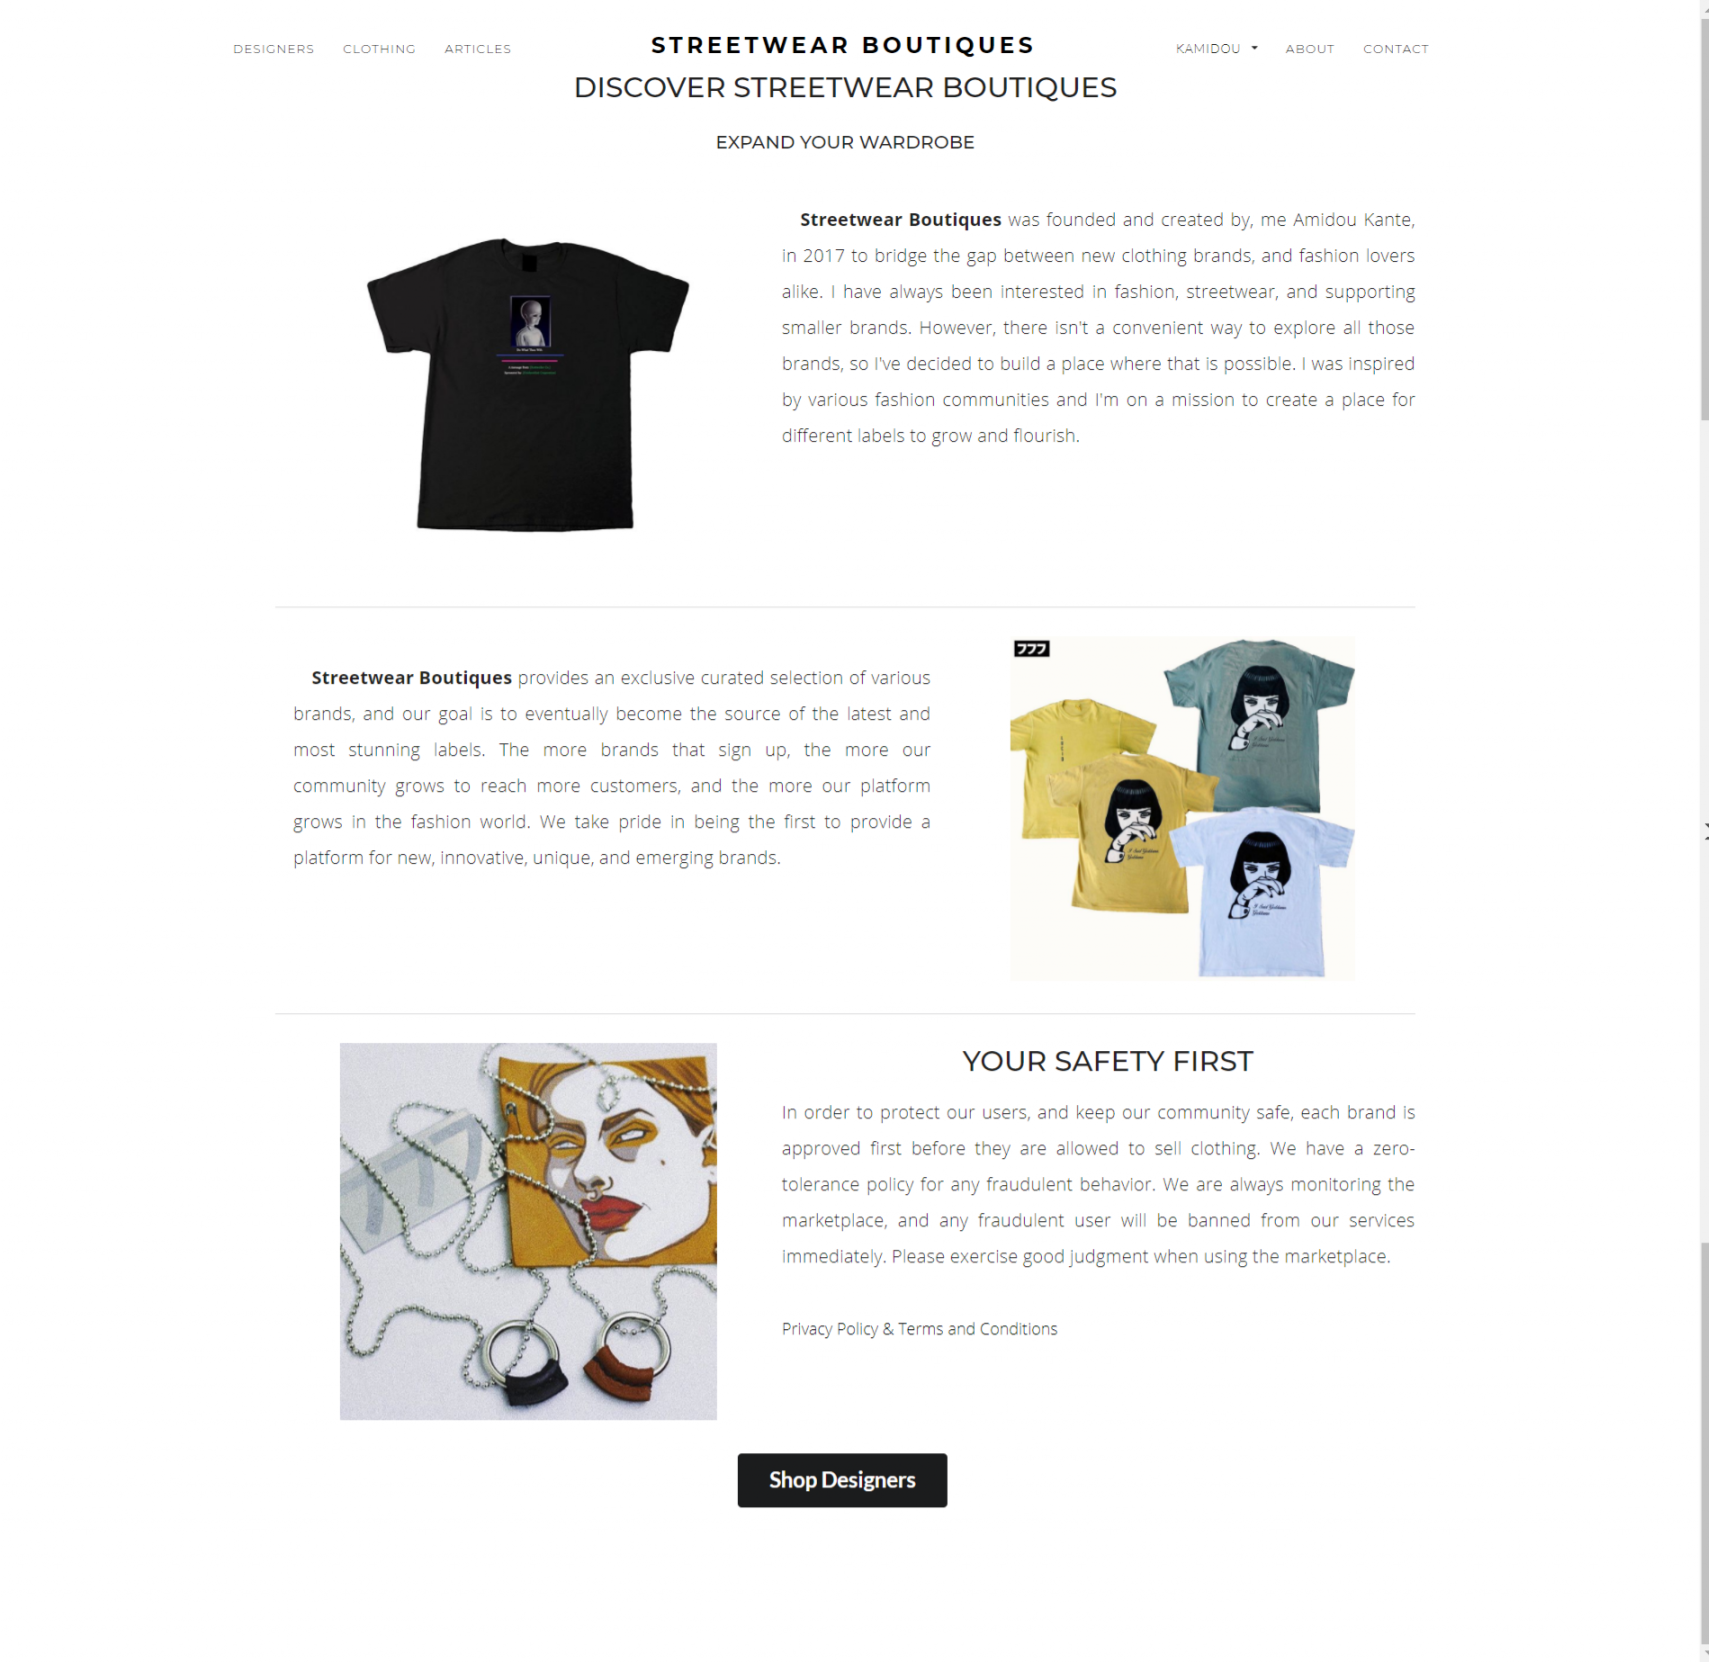 DESIGNERS CLOTHING ARTICLES
STREETWEAR BOUTIQUES
KAMIDOU ABOUT CONTACT
DISCOVER STREETWEAR BOUTIQUES
EXPAND YOUR WARDROBE
Streetwear Boutiques was founded and created by, me Amidou Kante,
in 2017 to bridge the gap between new clothing brands, and fashion lovers
alike. I have always been interested in fashion, streetwear, and supporting
smaller brands. However, there isn't a convenient way to explore all those
brands, so I've decided to build a place where that is possible. I was inspired
by various fashion communities and I'm on a mission to create a place for
different labels to grow and flourish.
Streetwear Boutiques provides an exclusive curated selection of various
brands, and our goal is to eventually become the source of the latest and
most stunning labels. The more brands that sign up, the more our
community grows to reach more customers, and the more our platform
grows in the fashion world. We take pride in being the first to provide a
platform for new, innovative, unique, and emerging brands.
777
777
YOUR SAFETY FIRST
In order to protect our users, and keep our community safe, each brand is
approved first before they are allowed to sell clothing. We have a zero-
tolerance policy for any fraudulent behavior. We are always monitoring the
marketplace, and any fraudulent user will be banned from our services
immediately. Please exercise good judgment when using the marketplace.
Privacy Policy & Terms and Conditions
Shop Designers